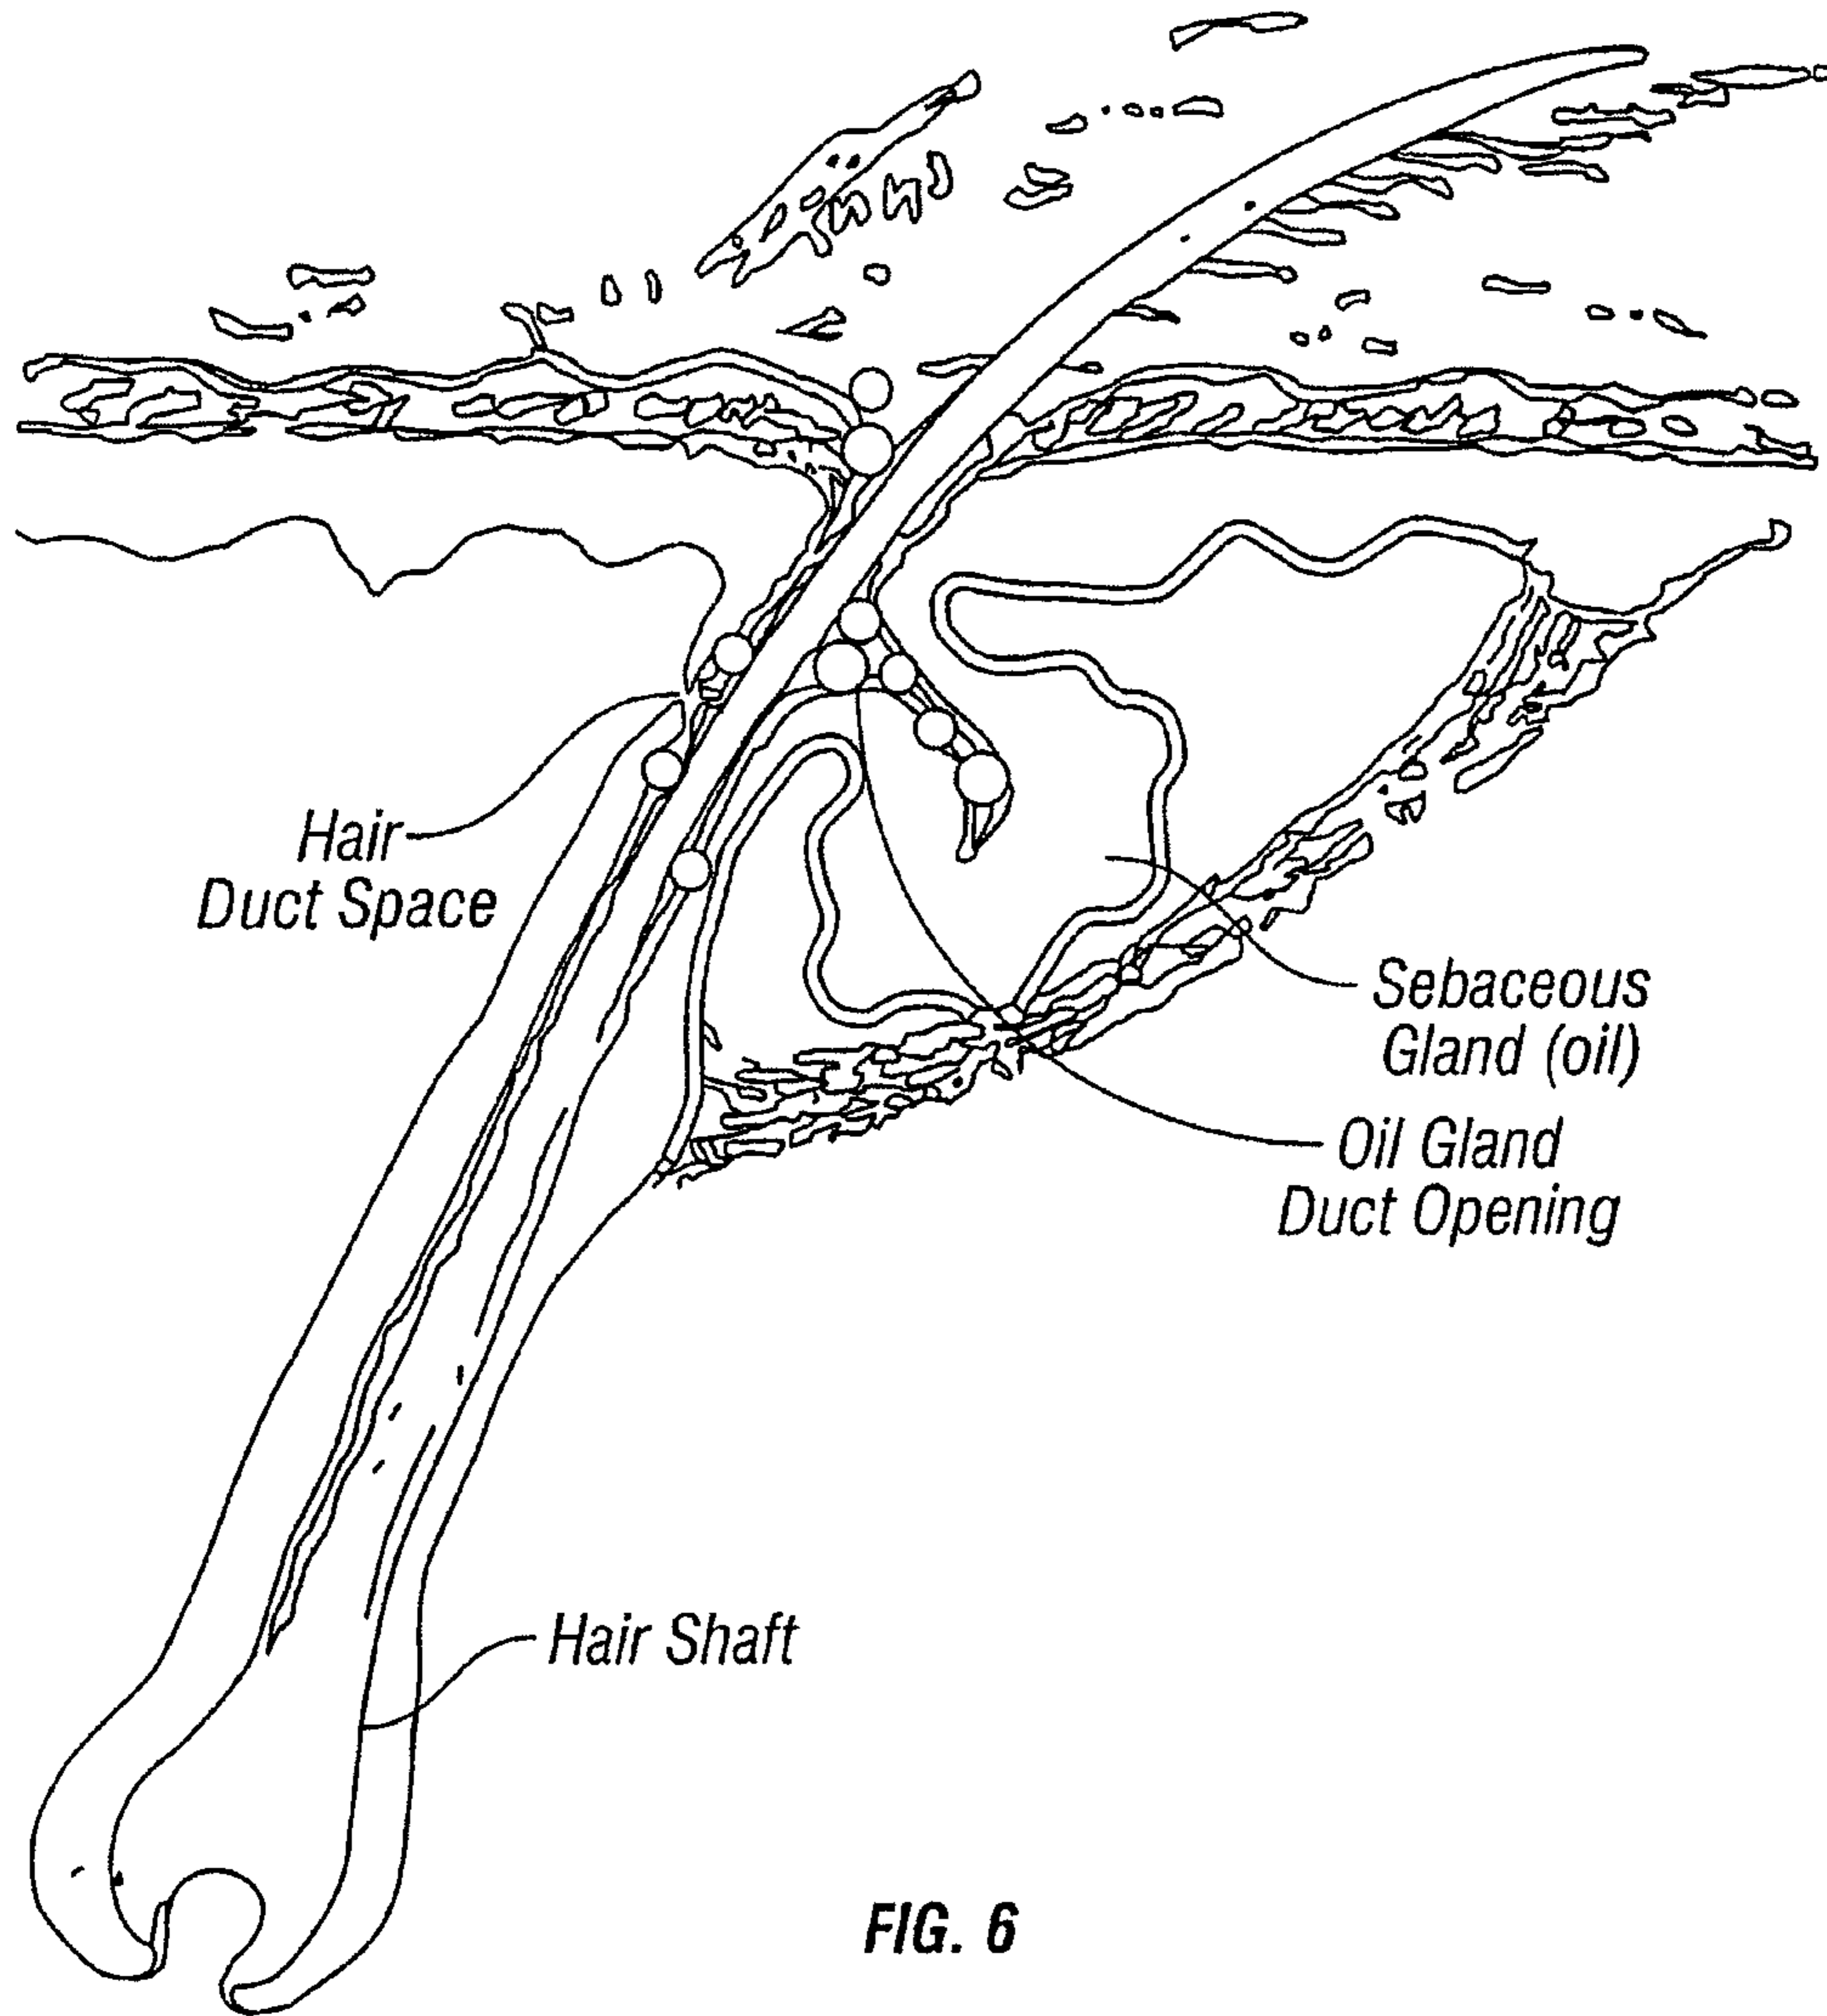 Hair
Duct Space
Sebaceous
Gland (oil)
Oil Gland
Duct Opening
Hair Shaft
FIG. 6